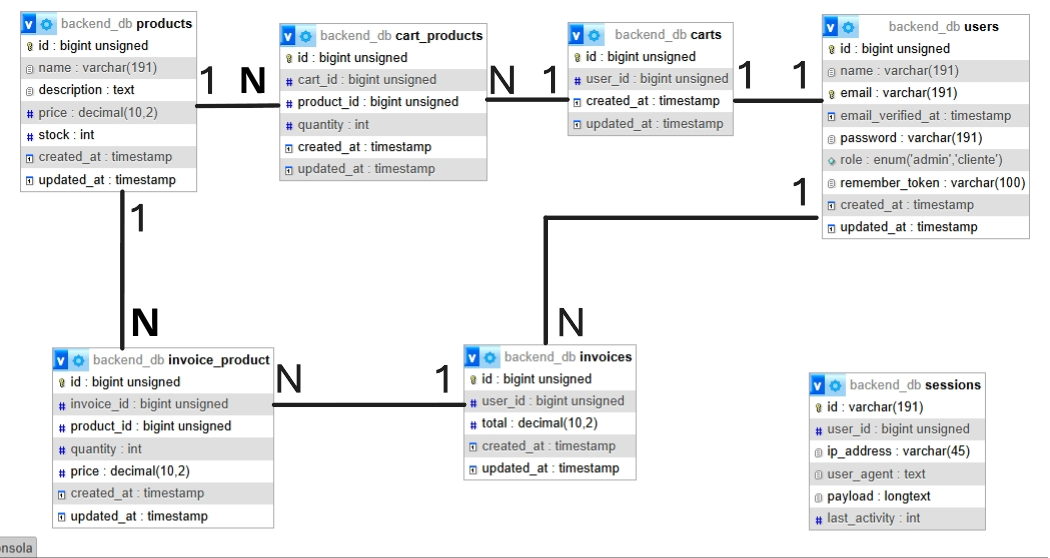 backend_db products
id : bigint unsigned
name : varchar(191)
description : text
price : decimal(10,2)
stock : int
created_at : timestamp
updated_at : timestamp
1
N
backend_db cart_products
id : bigint unsigned
cart_id : bigint unsigned
product_id : bigint unsigned
quantity : int
created_at : timestamp
updated_at : timestamp
N
1
backend_db carts
id : bigint unsigned
user_id : bigint unsigned
created_at : timestamp
updated_at : timestamp
1
1
backend_db users
id : bigint unsigned
name : varchar(191)
email : varchar(191)
email_verified_at : timestamp
password : varchar(191)
role : enum('admin','cliente')
remember_token : varchar(100)
created_at : timestamp
updated_at : timestamp
1
1
N
N
backend_db invoice_product
id : bigint unsigned
invoice_id : bigint unsigned
product_id : bigint unsigned
quantity : int
price : decimal(10,2)
created_at : timestamp
updated_at : timestamp
N
1
backend_db invoices
id : bigint unsigned
user_id : bigint unsigned
total : decimal(10,2)
created_at : timestamp
updated_at : timestamp
backend_db sessions
id : varchar(191)
user_id : bigint unsigned
ip_address : varchar(45)
user_agent : text
payload : longtext
last_activity : int
nsola